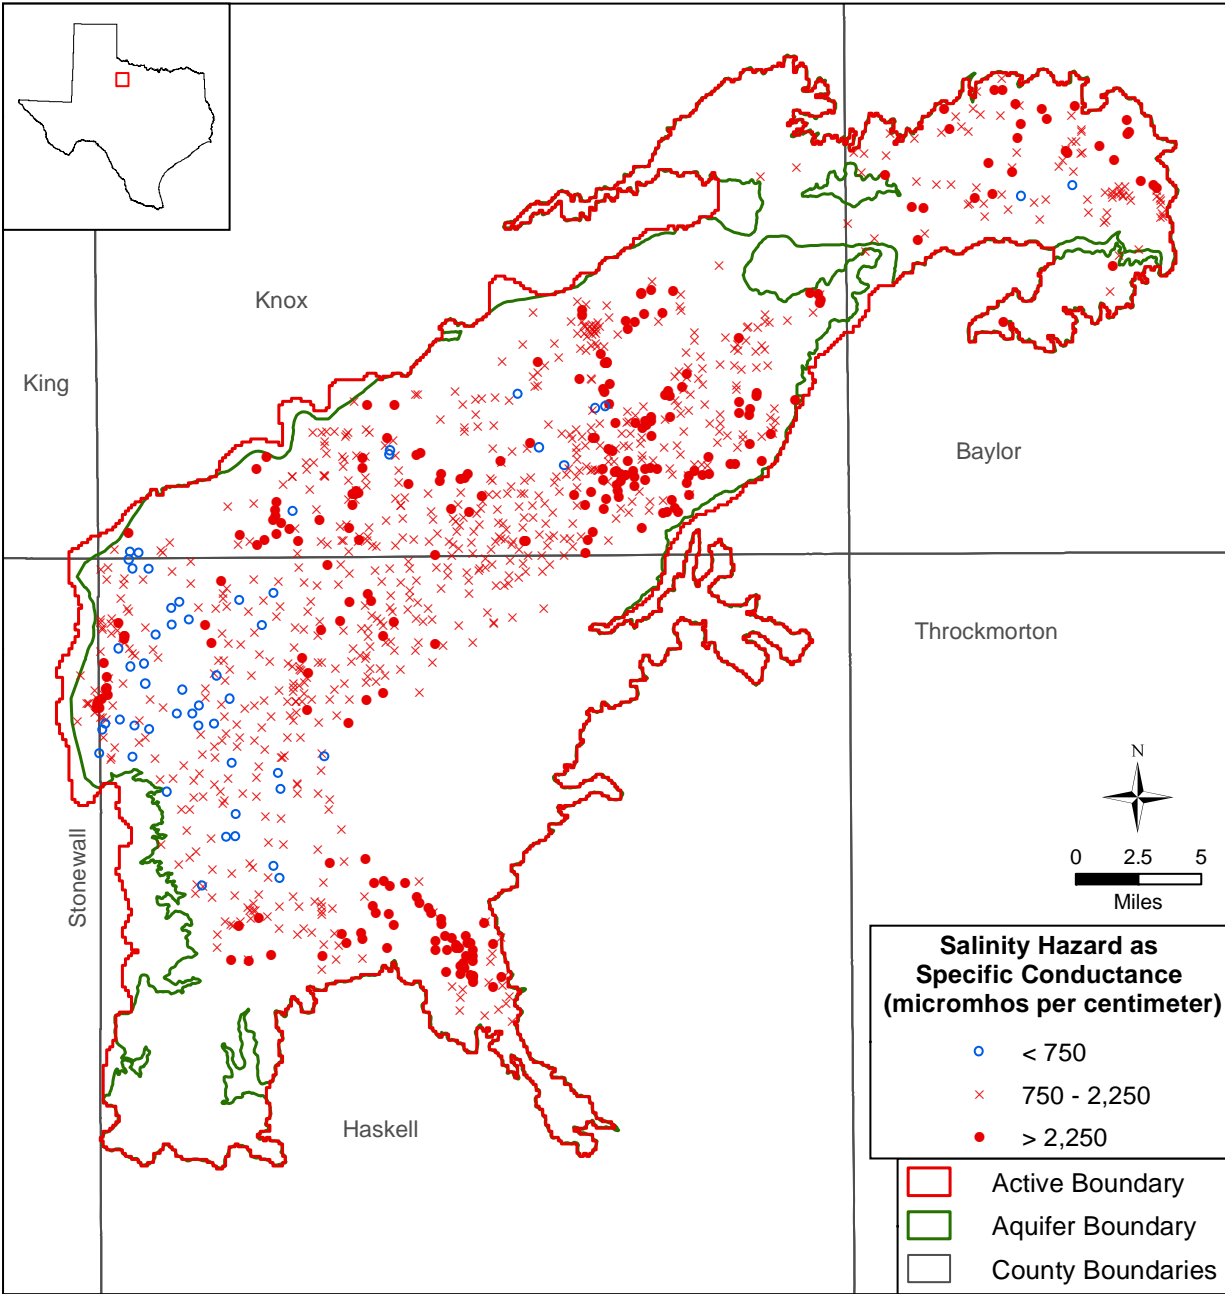 Knox
King
Baylor
Throckmorton
Stonewall
Haskell
N
0 2.5 5
Miles
Salinity Hazard as
Specific Conductance
(micromhos per centimeter)
< 750
750 - 2,250
> 2,250
Active Boundary
Aquifer Boundary
County Boundaries